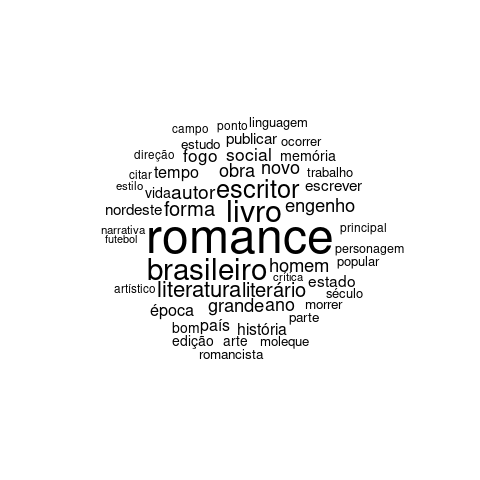 campo ponto linguagem
estudo publicar ocorrer
direção fogo social memória
citar tempo obra novo trabalho
estilo vida autor escritor escrever
nordeste forma livro engenho
narrativa romance principal
futebol personagem
brasileiro homem popular
artístico literatura literário crítica estado
século
época grande ano morrer
bom país história parte
edição arte moleque
romancista